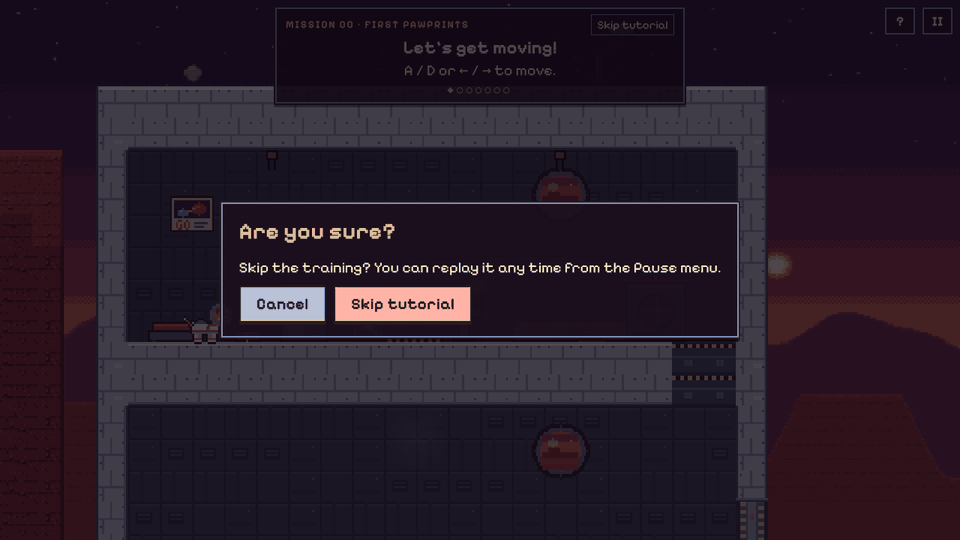 MISSION 00 · FIRST PAWPRINTS
Skip tutorial
?
II
Let's get moving!
A / D or ← / → to move.
GO
Are you sure?
Skip the training? You can replay it any time from the Pause menu.
Cancel
Skip tutorial